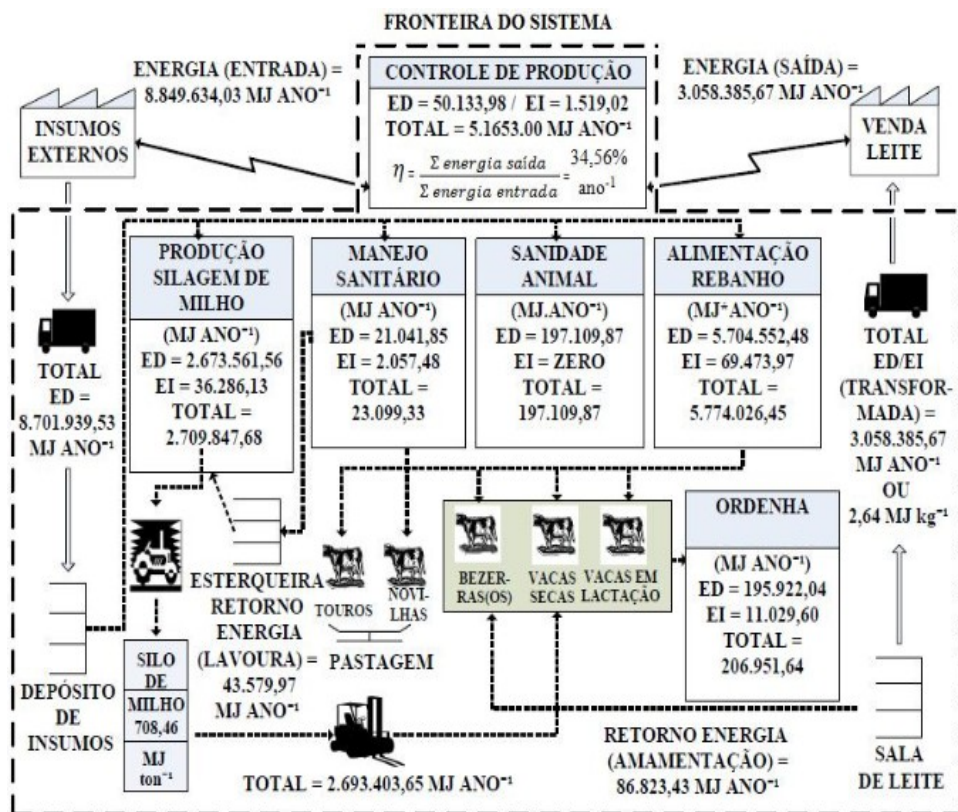 FRONTEIRA DO SISTEMA
ENERGIA (ENTRADA) =
8.849.634,03 MJ ANO⁻¹
INSUMOS
EXTERNOS
CONTROLE DE PRODUÇÃO
ED = 50.133,98 / EI = 1.519,02
TOTAL = 5.1653.00 MJ ANO⁻¹
η = Σ energia saída / Σ energia entrada = 34,56% ano⁻¹
ENERGIA (SAÍDA) =
3.058.385,67 MJ ANO⁻¹
VENDA
LEITE
TOTAL
ED =
8.701.939,53
MJ ANO⁻¹
PRODUÇÃO
SILAGEM DE
MILHO
(MJ ANO⁻¹)
ED = 2.673.561,56
EI = 36.286,13
TOTAL =
2.709.847,68
MANEJO
SANITÁRIO
(MJ ANO⁻¹)
ED = 21.041,85
EI = 2.057,48
TOTAL =
23.099,33
SANIDADE
ANIMAL
(MJ.ANO⁻¹)
ED = 197.109,87
EI = ZERO
TOTAL =
197.109,87
ALIMENTAÇÃO
REBANHO
(MJ⁺ANO⁻¹)
ED = 5.704.552,48
EI = 69.473,97
TOTAL =
5.774.026,45
TOTAL
ED/EI
(TRANSFOR-
MADA) =
3.058.385,67
MJ ANO⁻¹
OU
2,64 MJ kg⁻¹
ESTERQUEIRA
RETORNO
ENERGIA
(LAVOURA) =
43.579,97
MJ ANO⁻¹
TOUROS
NOVI-
LHAS
PASTAGEM
BEZER-
RAS(OS)
VACAS
SECAS
VACAS EM
LACTAÇÃO
ORDENHA
(MJ ANO⁻¹)
ED = 195.922,04
EI = 11.029,60
TOTAL =
206.951,64
DEPÓSITO
DE
INSUMOS
SILO
DE
MILHO
708,46
MJ
ton⁻¹
TOTAL = 2.693.403,65 MJ ANO⁻¹
RETORNO ENERGIA
(AMAMENTAÇÃO) =
86.823,43 MJ ANO⁻¹
SALA
DE LEITE